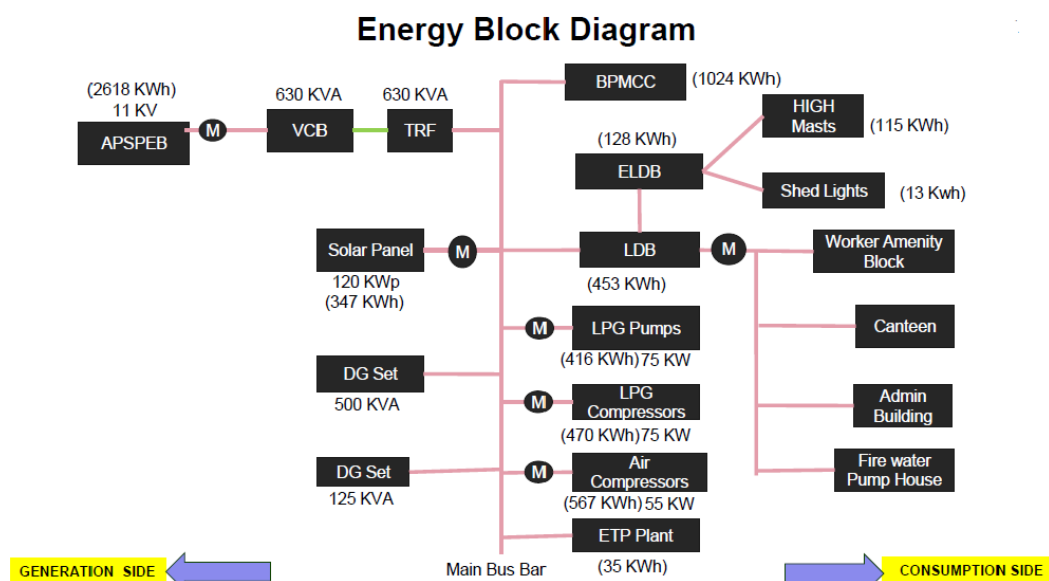 Energy Block Diagram
(2618 KWh)
11 KV
APSPEB
M
630 KVA
VCB
630 KVA
TRF
BPMCC
(1024 KWh)
HIGH
Masts
(115 KWh)
(128 KWh)
ELDB
Shed Lights
(13 Kwh)
Solar Panel
120 KWp
(347 KWh)
M
LDB
(453 KWh)
M
Worker Amenity
Block
Canteen
Admin
Building
Fire water
Pump House
M
LPG Pumps
(416 KWh) 75 KW
DG Set
500 KVA
M
LPG
Compressors
(470 KWh) 75 KW
DG Set
125 KVA
M
Air
Compressors
(567 KWh) 55 KW
ETP Plant
(35 KWh)
Main Bus Bar
GENERATION SIDE
CONSUMPTION SIDE